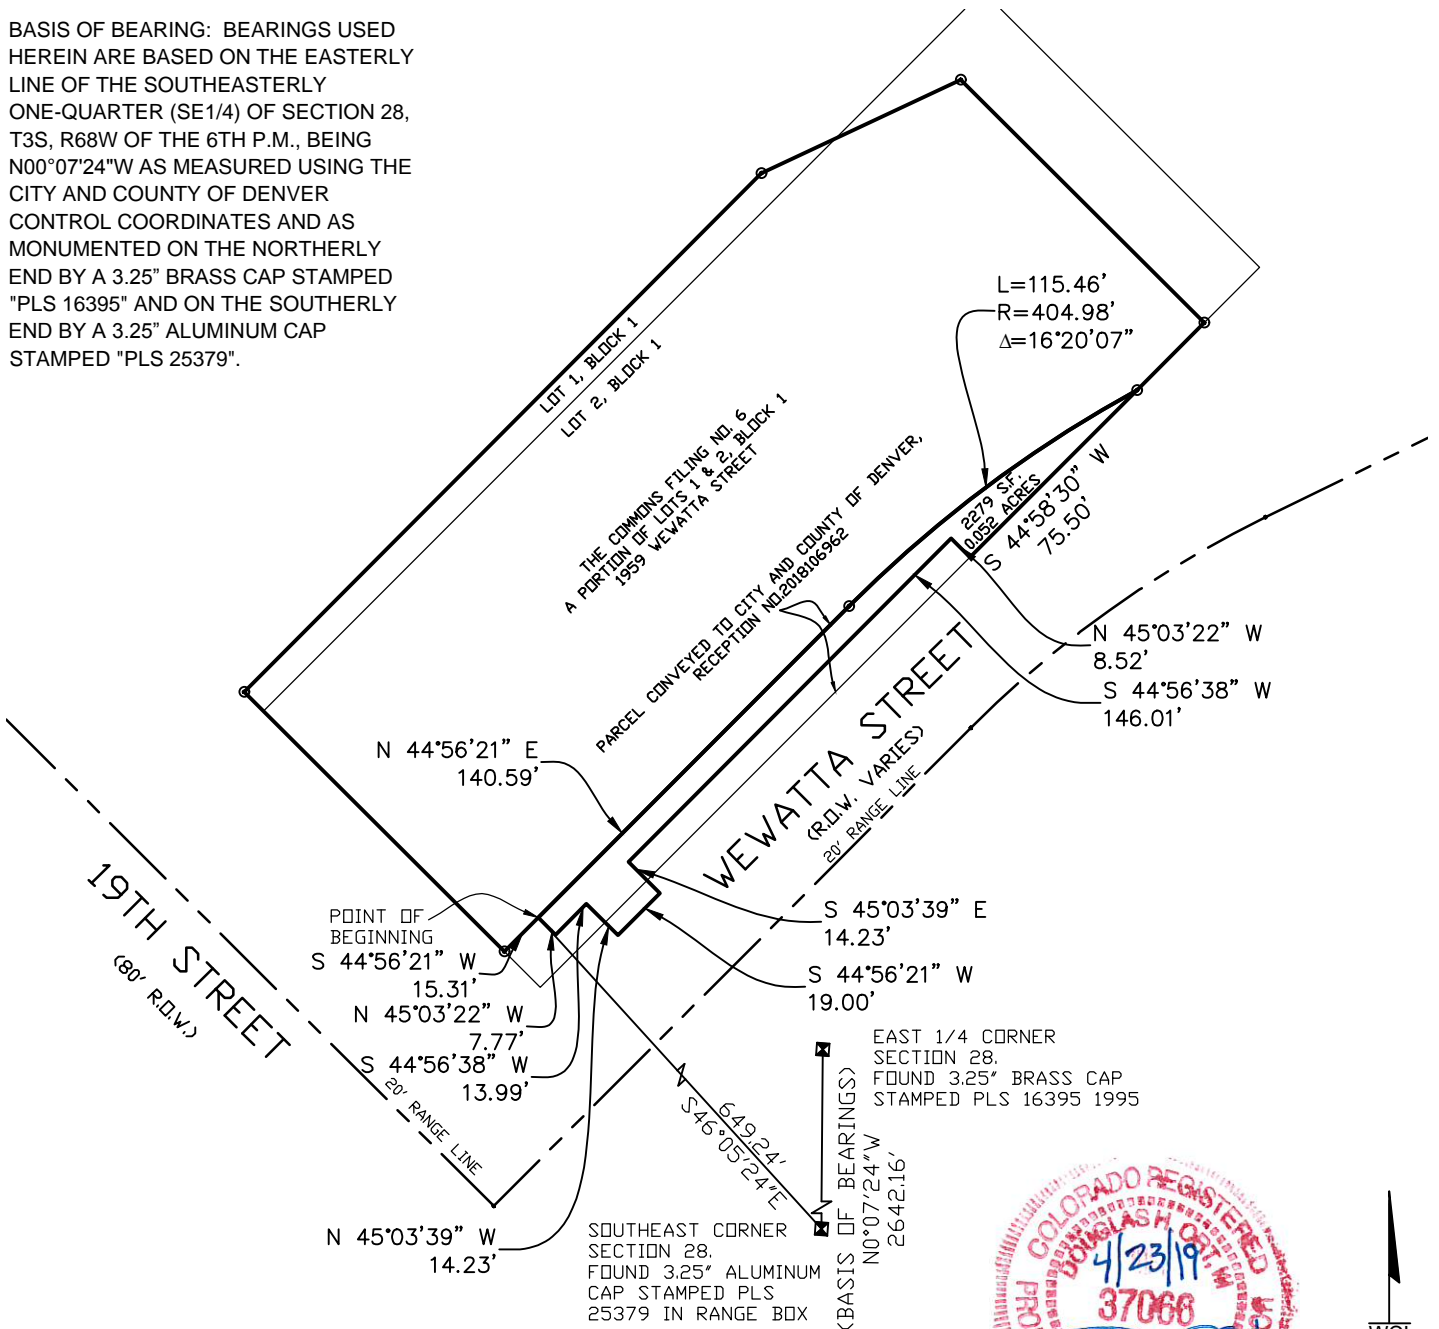 BASIS OF BEARING: BEARINGS USED
HEREIN ARE BASED ON THE EASTERLY
LINE OF THE SOUTHEASTERLY
ONE-QUARTER (SE1/4) OF SECTION 28,
T3S, R68W OF THE 6TH P.M., BEING
N00°07'24"W AS MEASURED USING THE
CITY AND COUNTY OF DENVER
CONTROL COORDINATES AND AS
MONUMENTED ON THE NORTHERLY
END BY A 3.25” BRASS CAP STAMPED
"PLS 16395" AND ON THE SOUTHERLY
END BY A 3.25” ALUMINUM CAP
STAMPED "PLS 25379".
L=115.46’
R=404.98’
Δ=16°20’07”
LOT 1, BLOCK 1
LOT 2, BLOCK 1
THE COMMONS FILING NO. 6
A PORTION OF LOTS 1 & 2, BLOCK 1
1959 WEWATTA STREET
PARCEL CONVEYED TO CITY AND COUNTY OF DENVER,
RECEPTION NO.2018106962
2279 S.F.
0.052 ACRES
S 44°58’30” W
75.50’
N 45°03’22” W
8.52’
S 44°56’38” W
146.01’
N 44°56’21” E
140.59’
WEWATTA STREET
(R.O.W. VARIES)
20’ RANGE LINE
19TH STREET
(80’ R.O.W.)
POINT OF
BEGINNING
S 44°56’21” W
15.31’
N 45°03’22” W
7.77’
S 44°56’38” W
13.99’
20’ RANGE LINE
S 45°03’39” E
14.23’
S 44°56’21” W
19.00’
N 45°03’39” W
14.23’
649.24’
S46°05’24”E
EAST 1/4 CORNER
SECTION 28.
FOUND 3.25” BRASS CAP
STAMPED PLS 16395 1995
(BASIS OF BEARINGS)
N0°07’24”W
2642.16’
SOUTHEAST CORNER
SECTION 28.
FOUND 3.25” ALUMINUM
CAP STAMPED PLS
25379 IN RANGE BOX
COLORADO REGISTERED
DOUGLAS H. ORT, III
4/23/19
37066